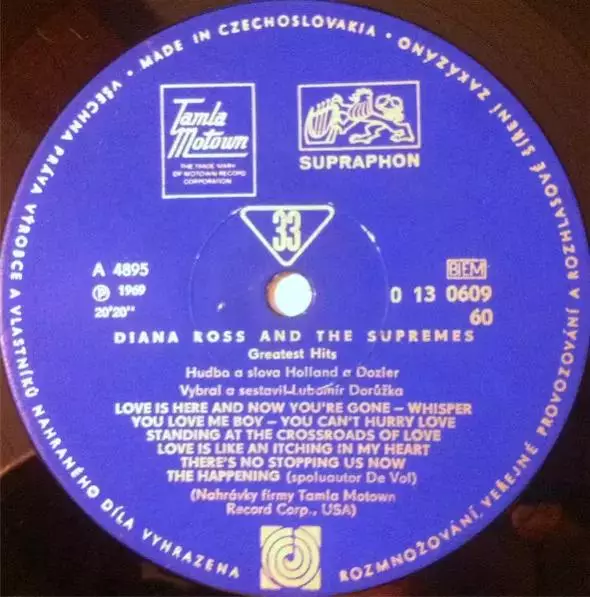 VŠECHNA PRÁVA VÝROBCE A VLASTNÍKŮ NAHRANÉHO DÍLA VYHRAZENA
• MADE IN CZECHOSLOVAKIA •
ROZMNOŽOVÁNÍ, VEŘEJNÉ PROVOZOVÁNÍ A ROZHLASOVÉ ŠÍŘENÍ ZAKÁZÁNO
Tamla
Motown
THE TRADE MARK
OF MOTOWN RECORD
CORPORATION
SUPRAPHON
33
A 4895
Ⓟ 1969
20'20"
BIEM
0 13 0609
60
DIANA ROSS AND THE SUPREMES
Greatest Hits
Hudba a slova Holland a Dozier
Vybral a sestavil Lubomír Dorůžka
LOVE IS HERE AND NOW YOU'RE GONE – WHISPER
YOU LOVE ME BOY – YOU CAN'T HURRY LOVE
STANDING AT THE CROSSROADS OF LOVE
LOVE IS LIKE AN ITCHING IN MY HEART
THERE'S NO STOPPING US NOW
THE HAPPENING (spoluautor De Vol)
(Nahrávky firmy Tamla Motown
Record Corp., USA)